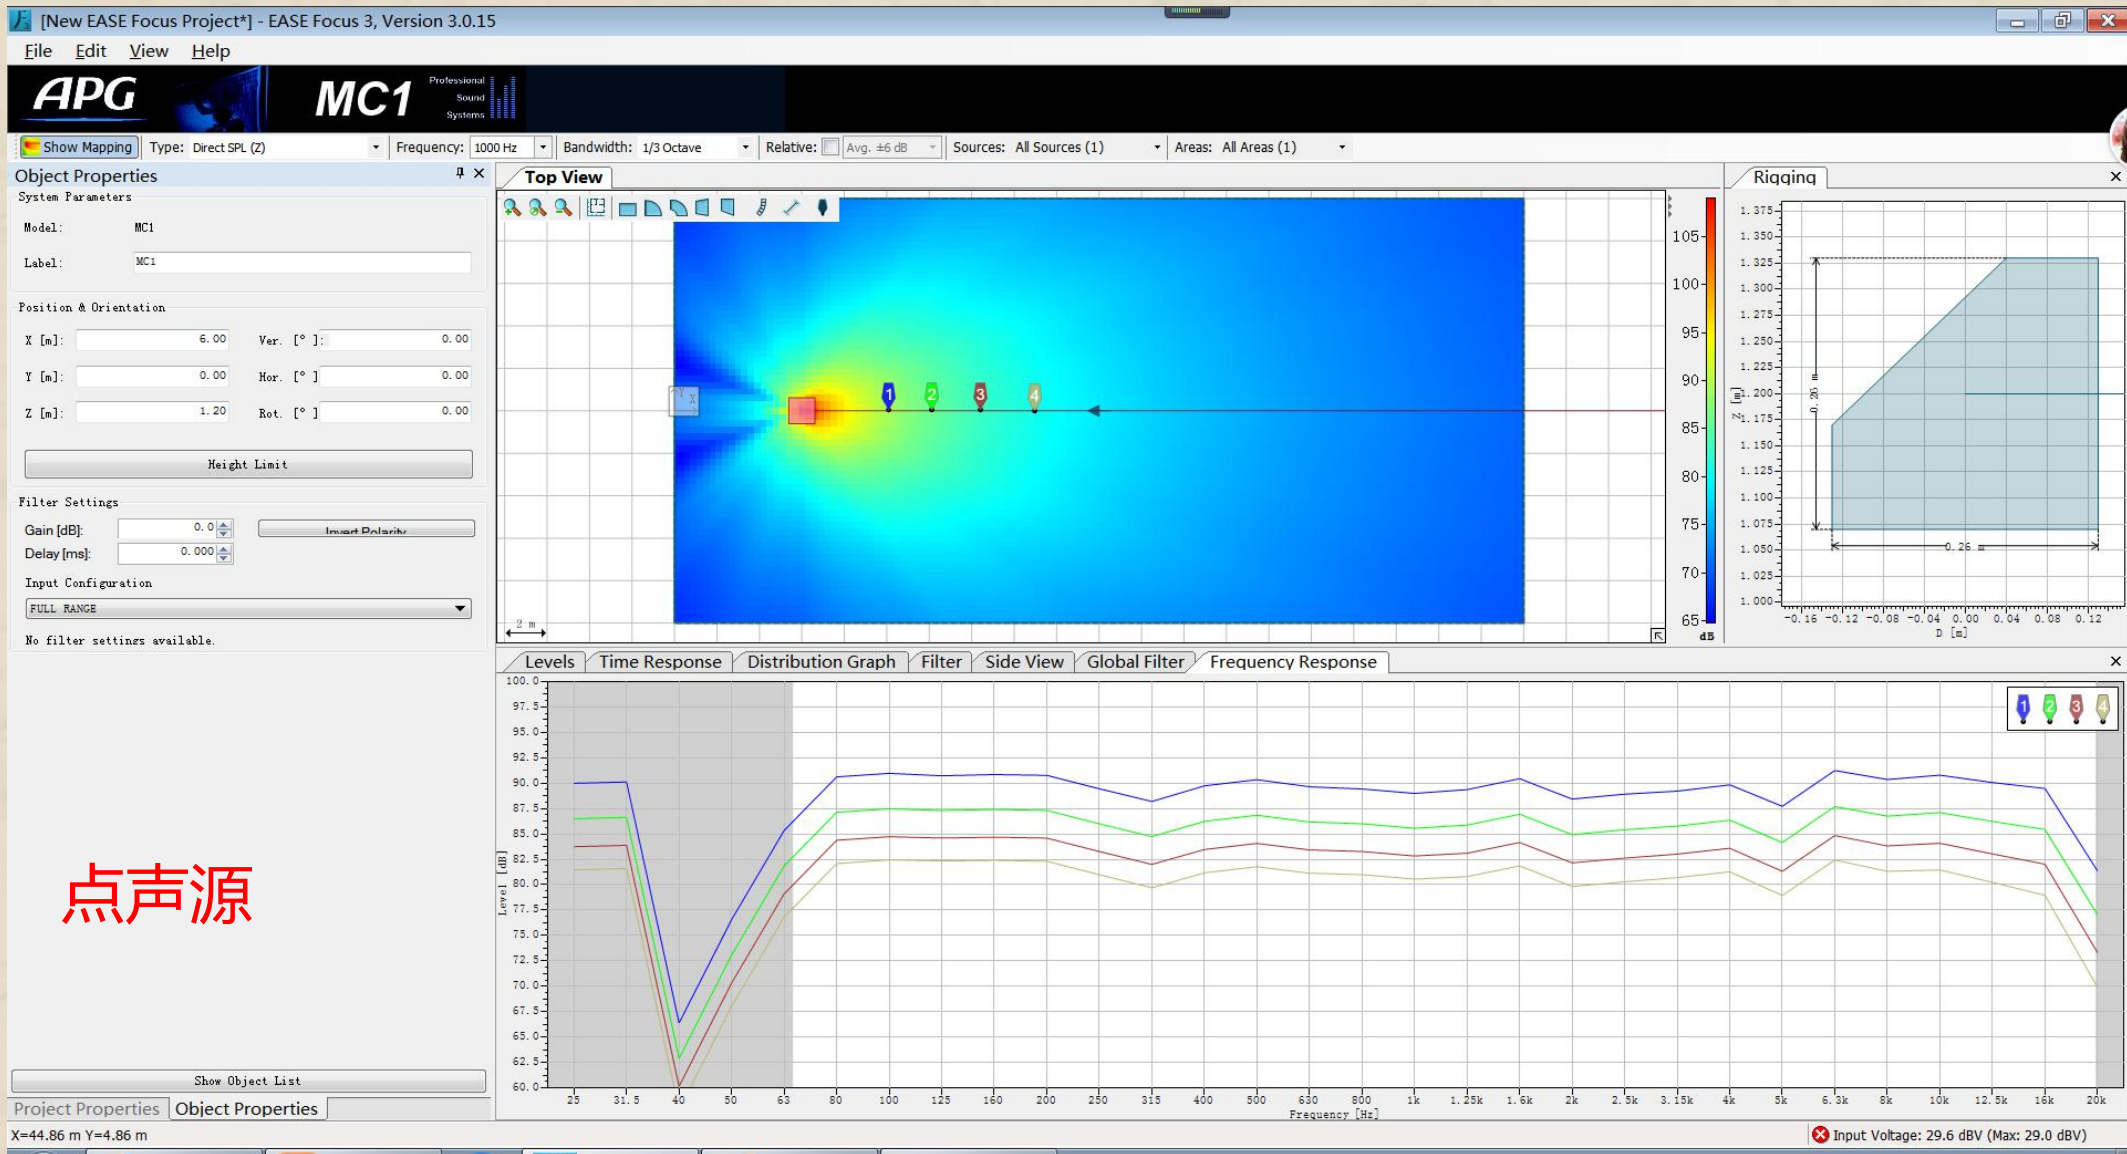 [New EASE Focus Project*] - EASE Focus 3, Version 3.0.15
File Edit View Help
APG MC1 Professional Sound Systems
Show Mapping Type: Direct SPL (Z) Frequency: 1000 Hz Bandwidth: 1/3 Octave Relative: Avg. ±6 dB Sources: All Sources (1) Areas: All Areas (1)
Object Properties
System Parameters
Model: MC1
Label: MC1
Position & Orientation
X [m]: 6.00 Ver. [° ]: 0.00
Y [m]: 0.00 Hor. [° ] 0.00
Z [m]: 1.20 Rot. [° ] 0.00
Height Limit
Filter Settings
Gain [dB]: 0.0 Invert Polarity
Delay [ms]: 0.000
Input Configuration
FULL RANGE
No filter settings available.
点声源
Show Object List
Project Properties Object Properties
X=44.86 m Y=4.86 m
Top View
Y X
1 2 3 4
2 m
105
100
95
90
85
80
75
70
65
dB
Rigging
1.375
1.350
1.325
1.300
1.275
1.250
1.225
1.200
1.175
1.150
1.125
1.100
1.075
1.050
1.025
1.000
Z [m]
0.26 m
0.26 m
-0.16 -0.12 -0.08 -0.04 0.00 0.04 0.08 0.12
D [m]
Levels Time Response Distribution Graph Filter Side View Global Filter Frequency Response
1 2 3 4
100.0
97.5
95.0
92.5
90.0
87.5
85.0
82.5
80.0
77.5
75.0
72.5
70.0
67.5
65.0
62.5
60.0
Level [dB]
25 31.5 40 50 63 80 100 125 160 200 250 315 400 500 630 800 1k 1.25k 1.6k 2k 2.5k 3.15k 4k 5k 6.3k 8k 10k 12.5k 16k 20k
Frequency [Hz]
Input Voltage: 29.6 dBV (Max: 29.0 dBV)